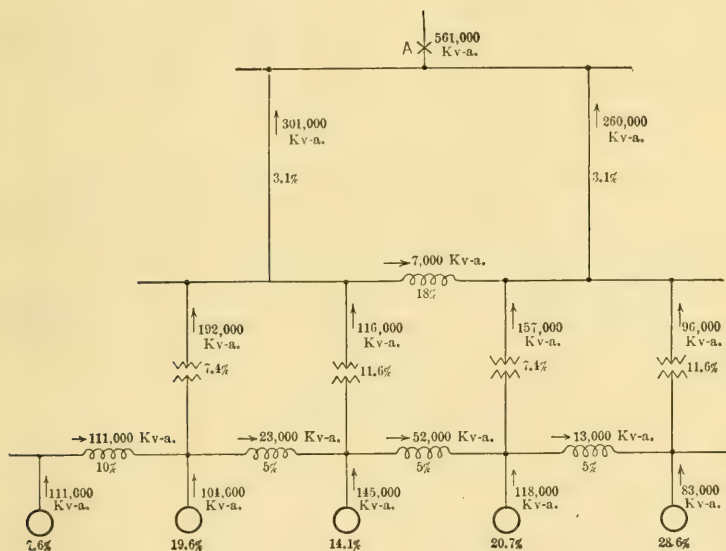 A
561,000
Kv-a.
301,000
Kv-a.
260,000
Kv-a.
3.1%
3.1%
7,000 Kv-a.
18%
192,000
Kv-a.
116,000
Kv-a.
157,000
Kv-a.
96,000
Kv-a.
7.4%
11.6%
7.4%
11.6%
111,000 Kv-a.
23,000 Kv-a.
52,000 Kv-a.
13,000 Kv-a.
10%
5%
5%
5%
111,000
Kv-a.
104,000
Kv-a.
145,000
Kv-a.
118,000
Kv-a.
83,000
Kv-a.
7.6%
19.6%
14.1%
20.7%
28.6%